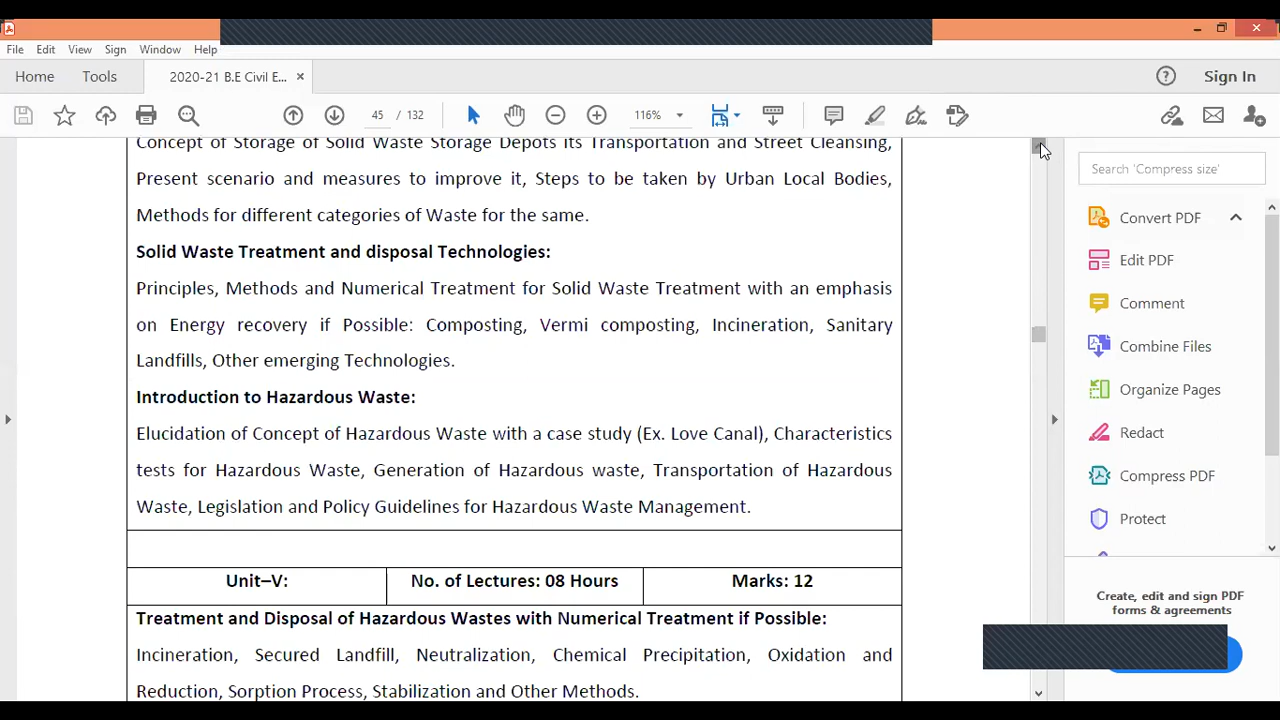 File Edit View Sign Window Help
Home Tools 2020-21 B.E Civil E... × Sign In
45 / 132 116%
Concept of Storage of Solid Waste Storage Depots its Transportation and Street Cleansing,
Present scenario and measures to improve it, Steps to be taken by Urban Local Bodies,
Methods for different categories of Waste for the same.
Solid Waste Treatment and disposal Technologies:
Principles, Methods and Numerical Treatment for Solid Waste Treatment with an emphasis
on Energy recovery if Possible: Composting, Vermi composting, Incineration, Sanitary
Landfills, Other emerging Technologies.
Introduction to Hazardous Waste:
Elucidation of Concept of Hazardous Waste with a case study (Ex. Love Canal), Characteristics
tests for Hazardous Waste, Generation of Hazardous waste, Transportation of Hazardous
Waste, Legislation and Policy Guidelines for Hazardous Waste Management.
Unit–V: No. of Lectures: 08 Hours Marks: 12
Treatment and Disposal of Hazardous Wastes with Numerical Treatment if Possible:
Incineration, Secured Landfill, Neutralization, Chemical Precipitation, Oxidation and
Reduction, Sorption Process, Stabilization and Other Methods.
Search 'Compress size'
Convert PDF
Edit PDF
Comment
Combine Files
Organize Pages
Redact
Compress PDF
Protect
Create, edit and sign PDF
forms & agreements